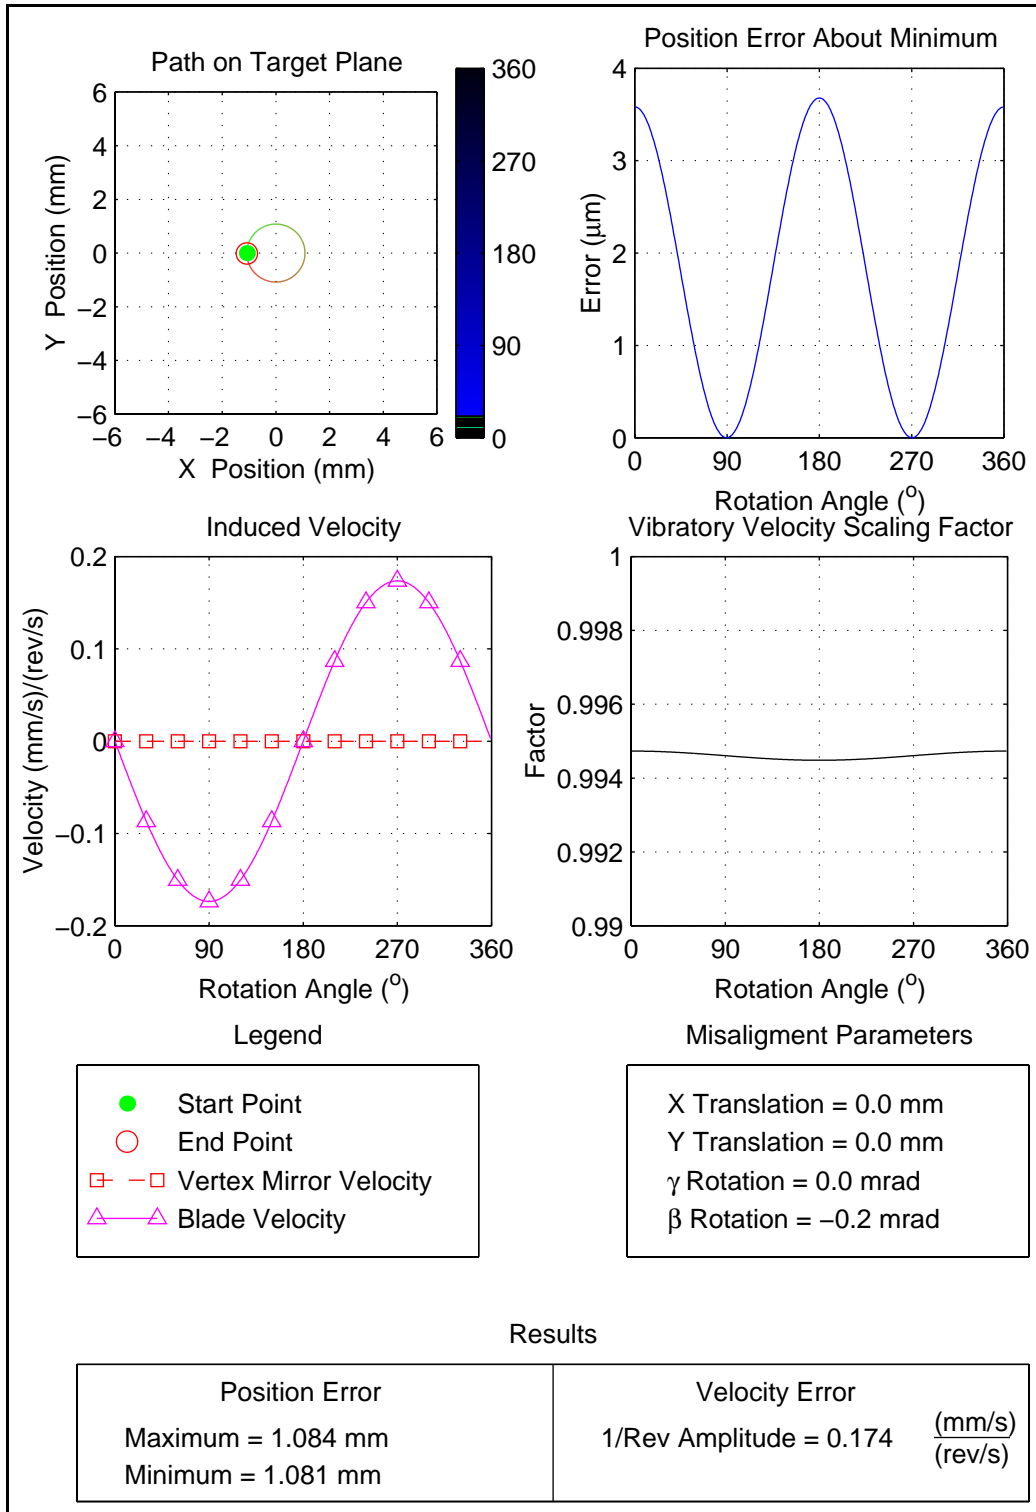 Path on Target Plane
6
4
2
0
−2
−4
−6
−6 −4 −2 0 2 4 6
Y Position (mm)
X Position (mm)
360
270
180
90
0
Position Error About Minimum
4
3
2
1
0
0 90 180 270 360
Error (μm)
Rotation Angle (o)
Induced Velocity
0.2
0.1
0
−0.1
−0.2
0 90 180 270 360
Velocity (mm/s)/(rev/s)
Rotation Angle (o)
Vibratory Velocity Scaling Factor
1
0.998
0.996
0.994
0.992
0.99
0 90 180 270 360
Factor
Rotation Angle (o)
Legend
Start Point
End Point
Vertex Mirror Velocity
Blade Velocity
Misaligment Parameters
X Translation = 0.0 mm
Y Translation = 0.0 mm
γ Rotation = 0.0 mrad
β Rotation = −0.2 mrad
Results
Position Error
Maximum = 1.084 mm
Minimum = 1.081 mm
Velocity Error
1/Rev Amplitude = 0.174 (mm/s)
(rev/s)